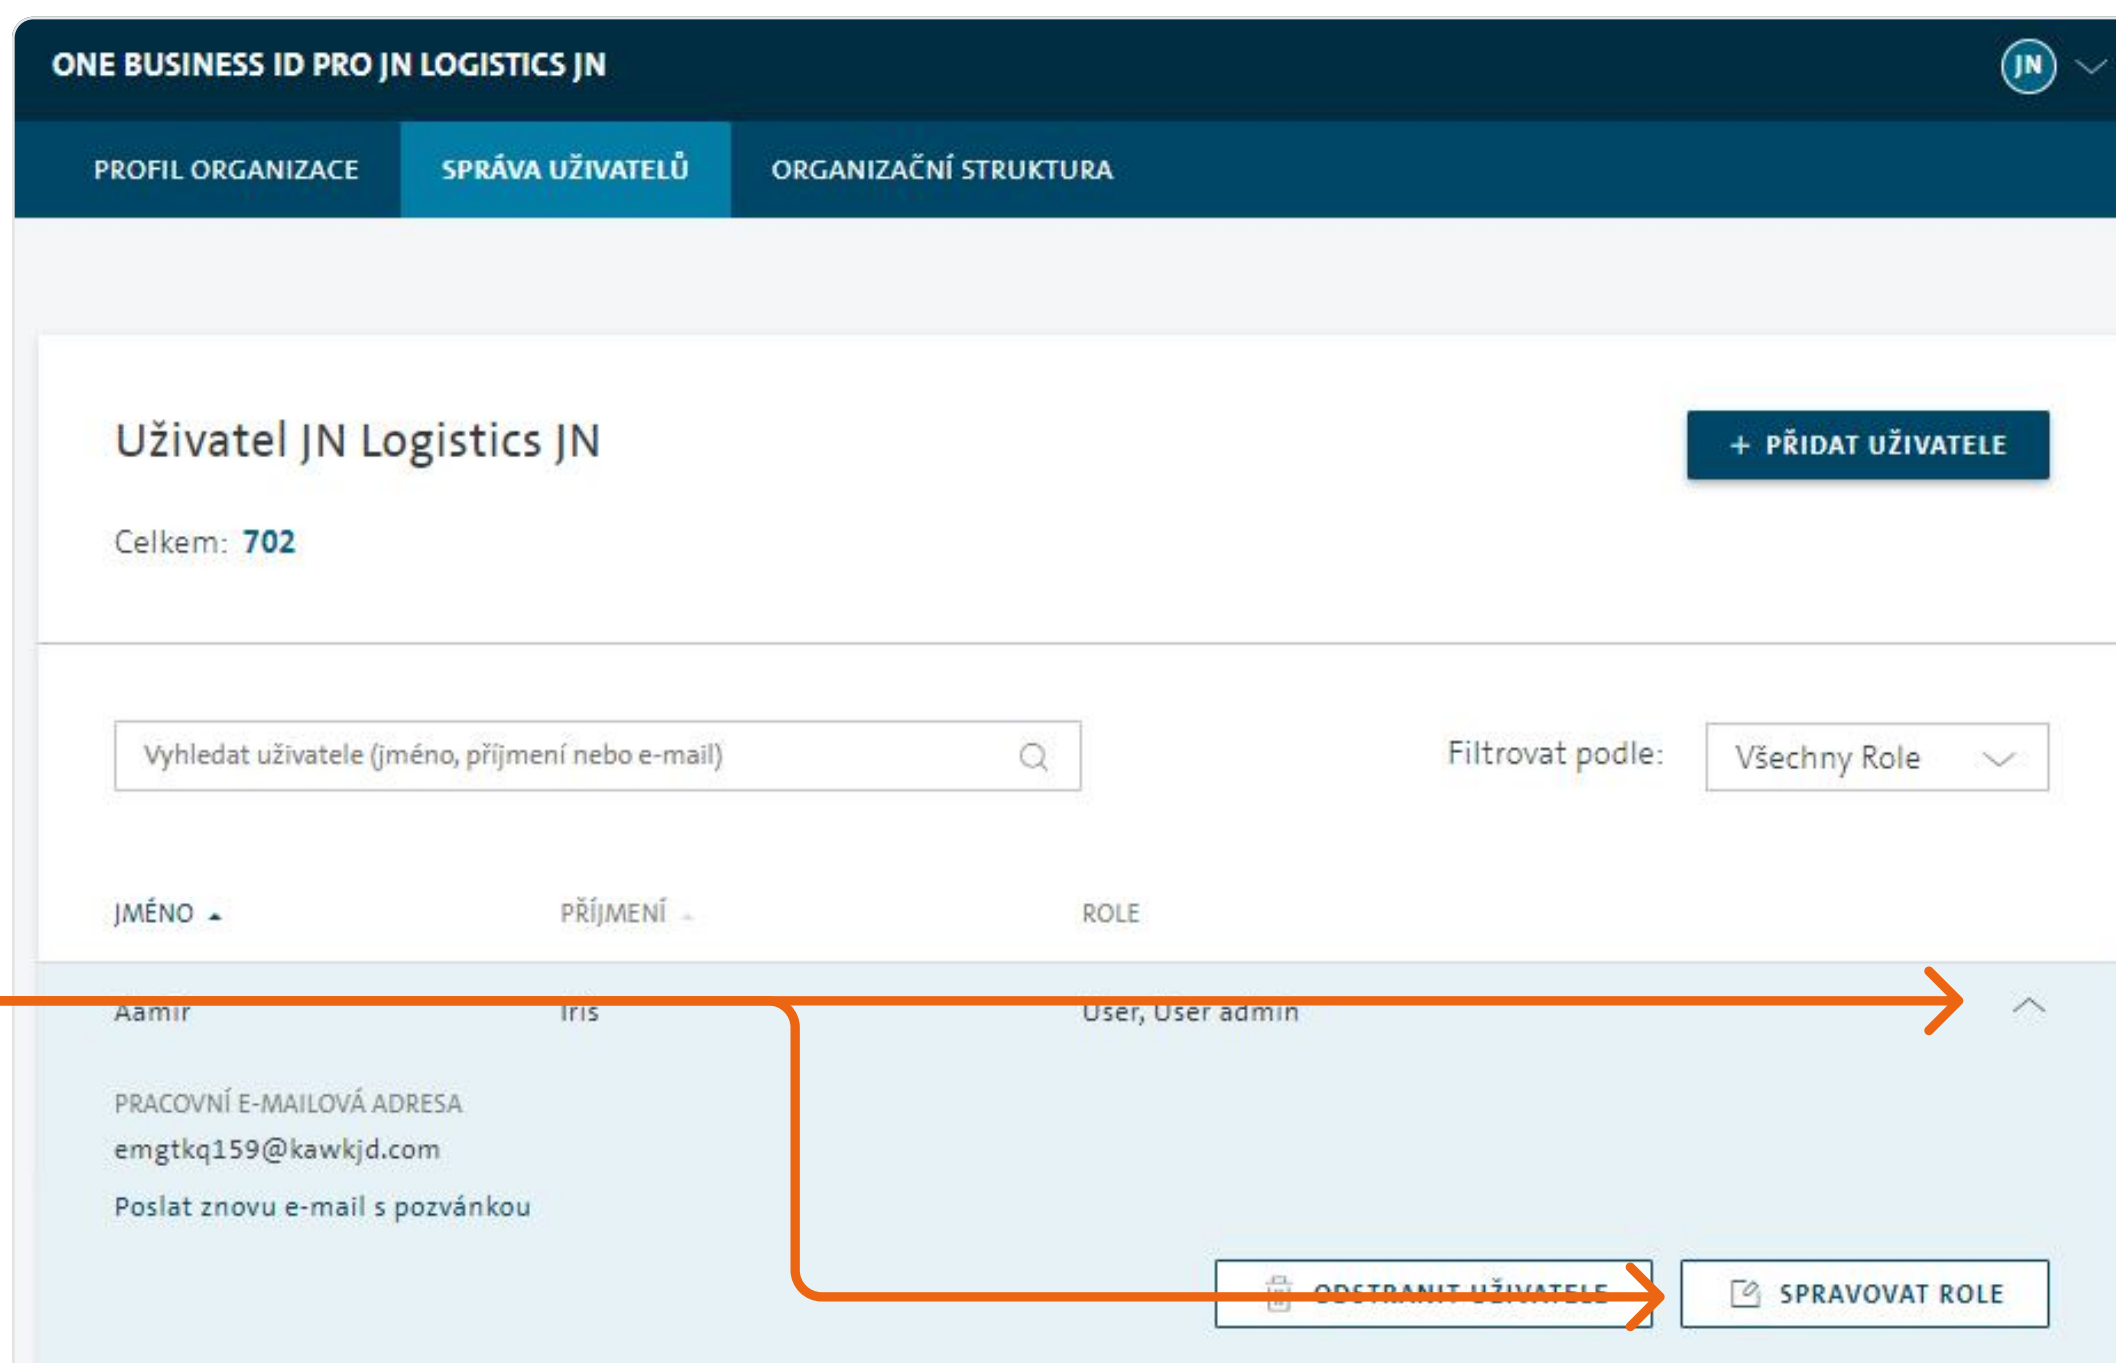 ONE BUSINESS ID PRO JN LOGISTICS JN
JN
PROFIL ORGANIZACE SPRÁVA UŽIVATELŮ ORGANIZAČNÍ STRUKTURA
Uživatel JN Logistics JN
+ PŘIDAT UŽIVATELE
Celkem: 702
Vyhledat uživatele (jméno, příjmení nebo e-mail)
Filtrovat podle: Všechny Role
JMÉNO PŘÍJMENÍ ROLE
Aamir Iris User, User admin
PRACOVNÍ E-MAILOVÁ ADRESA
emgtkq159@kawkjd.com
Poslat znovu e-mail s pozvánkou
ODSTRANIT UŽIVATELE SPRAVOVAT ROLE